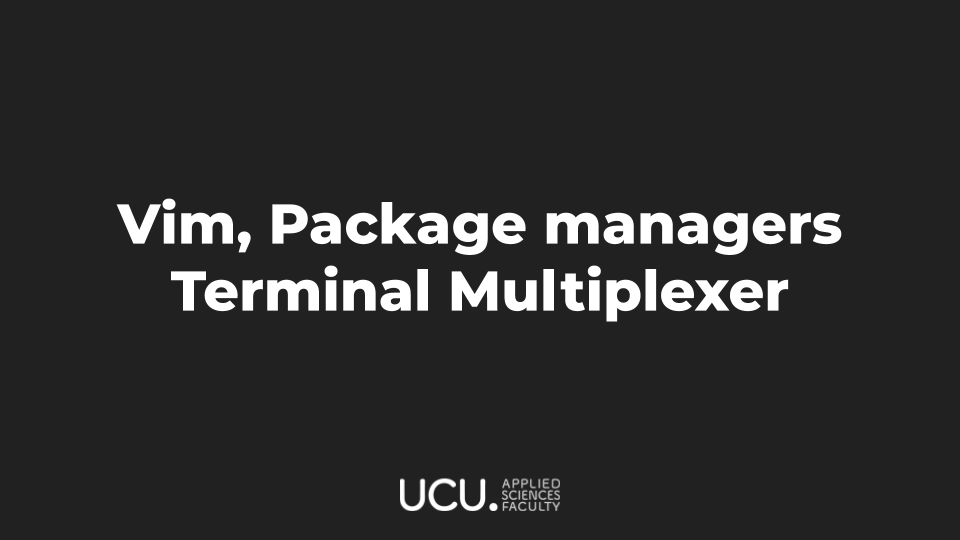 Vim, Package managers
Terminal Multiplexer
UCU. APPLIED
SCIENCES
FACULTY